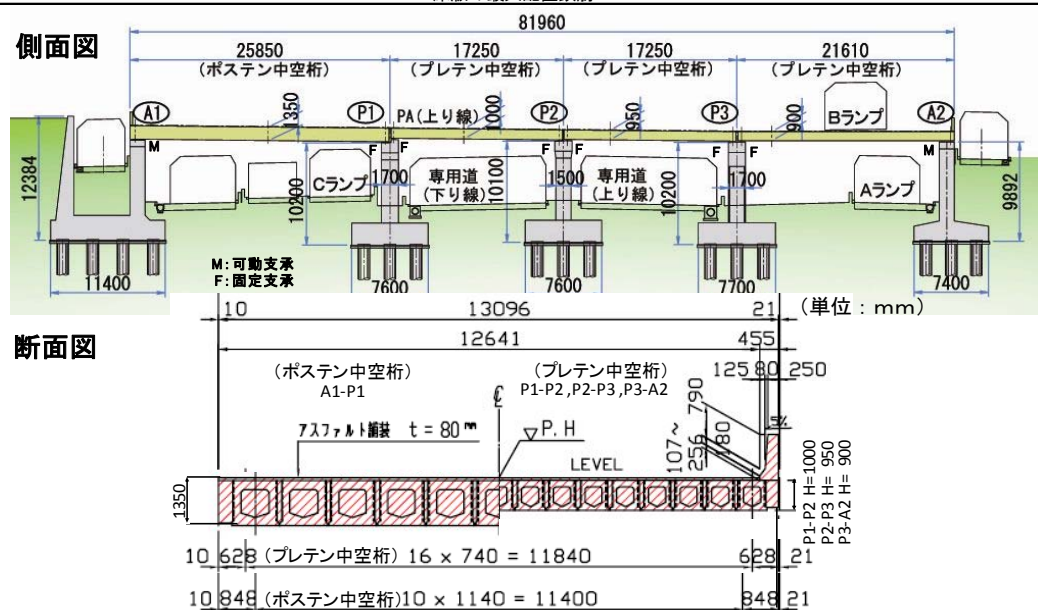 側面図
81960
25850 17250 17250 21610
(ポステン中空桁) (プレテン中空桁) (プレテン中空桁) (プレテン中空桁)
A1 1350 P1 PA(上り線) 1000 P2 950 P3 900 Bランプ A2
M F F F F F F M
12384 Cランプ 10200 1700 専用道 (下り線) 10100 1500 専用道 (上り線) 10200 1700 Aランプ 9892
M:可動支承
F:固定支承
11400 7600 7600 7700 7400
(単位:mm)
断面図
10 13096 21
12641 455
(ポステン中空桁) (プレテン中空桁) 125 80 250
A1-P1 P1-P2 ,P2-P3 ,P3-A2
アスファルト舗装 t = 80mm ▽P. H
LEVEL
107~
256 790
180
5%
1350
P1-P2 H=1000
P2-P3 H= 950
P3-A2 H= 900
10 628 (プレテン中空桁) 16 x 740 = 11840 628 21
10 848 (ポステン中空桁)10 x 1140 = 11400 848 21